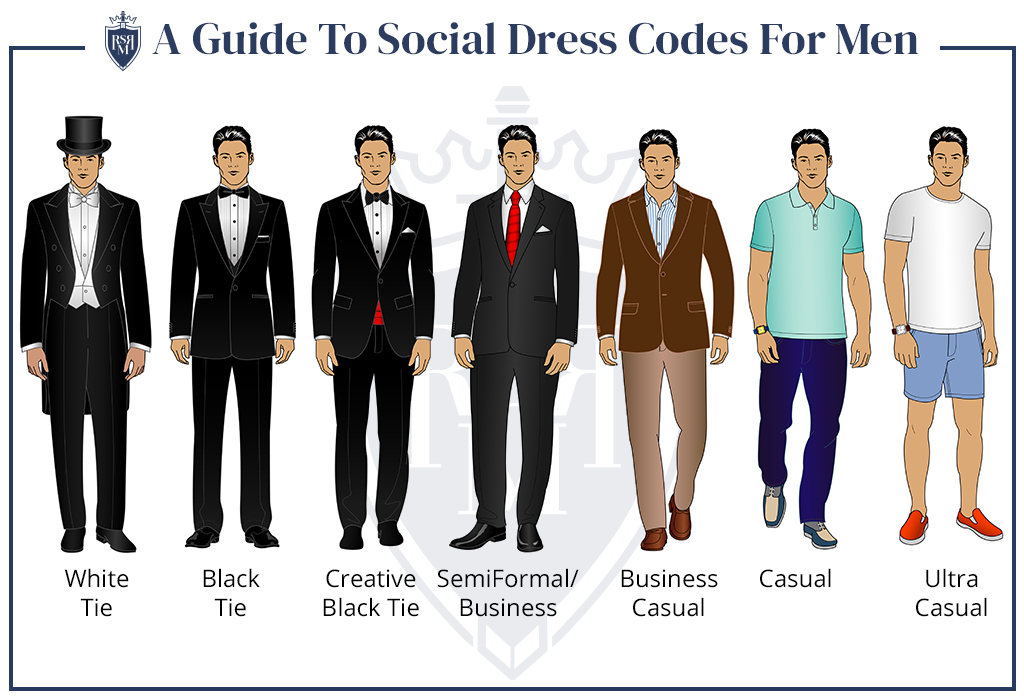 RSR
M
A Guide To Social Dress Codes For Men
White
Tie
Black
Tie
Creative
Black Tie
SemiFormal/
Business
Business
Casual
Casual
Ultra
Casual